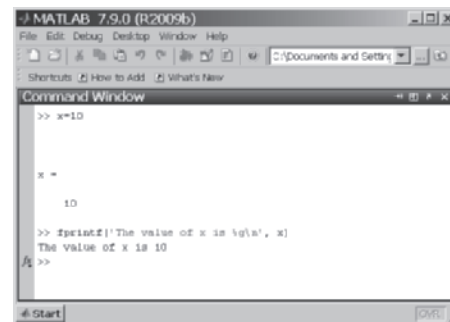 MATLAB 7.9.0 (R2009b)
File Edit Debug Desktop Window Help
C:\Documents and Setting
Shortcuts How to Add What's New
Command Window
>> x=10
x =
10
>> fprintf('The value of x is %g\n', x)
The value of x is 10
fx >>
Start
OVR